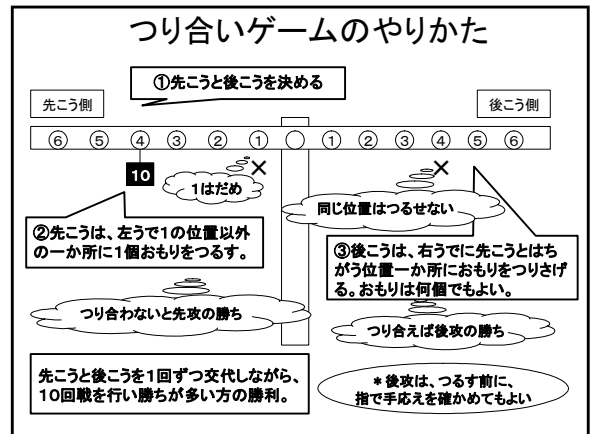 つり合いゲームのやりかた
①先こうと後こうを決める
先こう側
後こう側
⑥ ⑤ ④ ③ ② ① ① ② ③ ④ ⑤ ⑥
10
×
×
1はだめ
同じ位置はつるせない
②先こうは、左うで1の位置以外
の一か所に1個おもりをつるす。
③後こうは、右うでに先こうとはち
がう位置一か所におもりをつりさげ
る。おもりは何個でもよい。
つり合わないと先攻の勝ち
つり合えば後攻の勝ち
先こうと後こうを1回ずつ交代しながら、
10回戦を行い勝ちが多い方の勝利。
*後攻は、つるす前に、
指で手応えを確かめてもよい